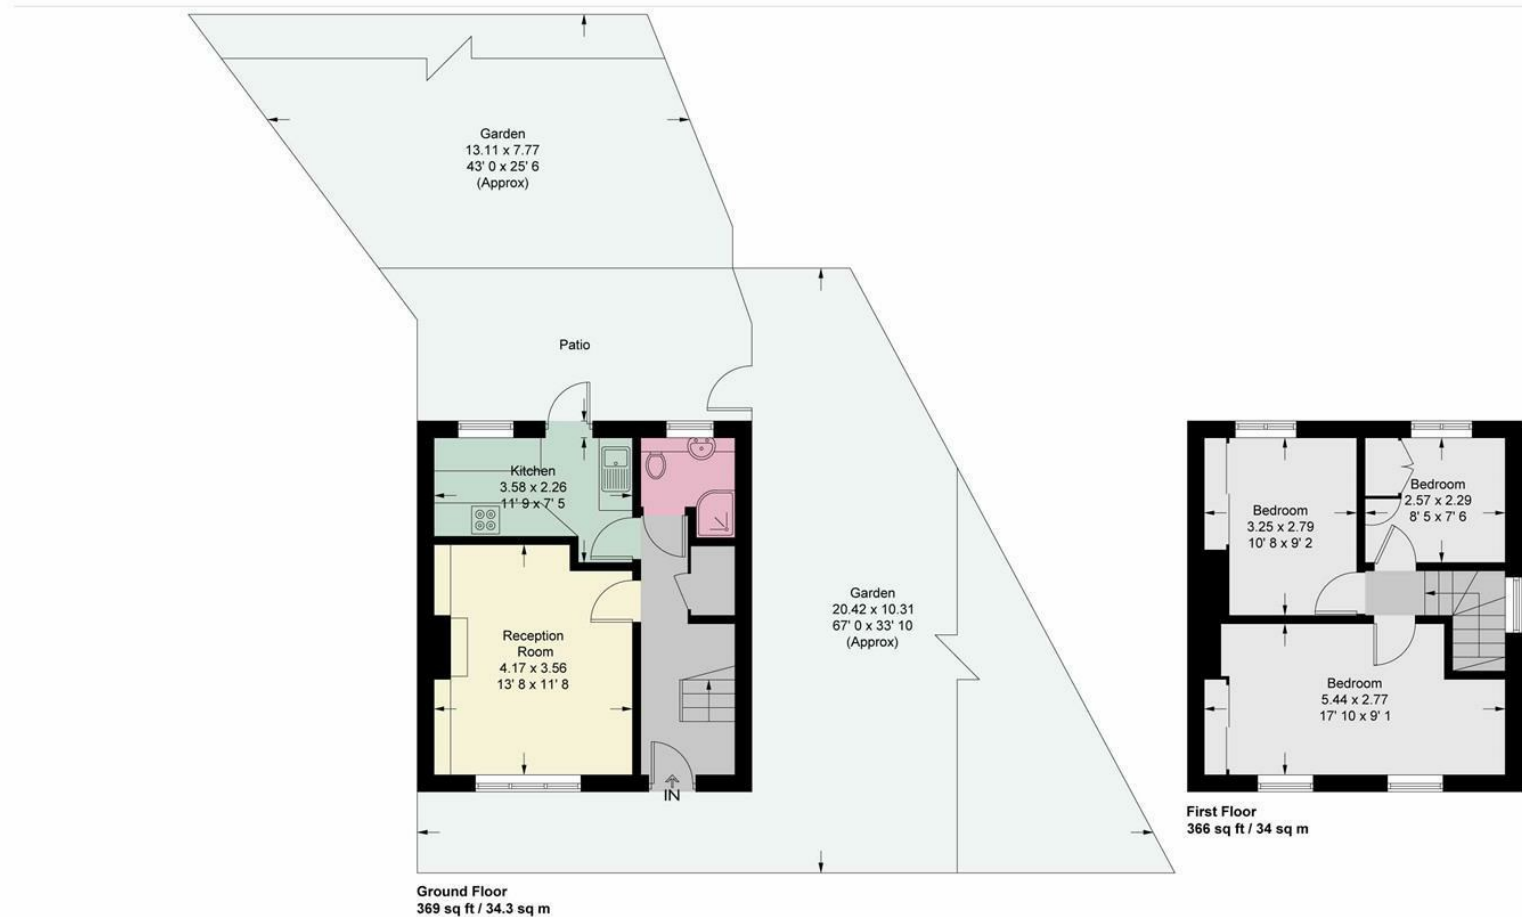 Garden
13.11 x 7.77
43' 0 x 25' 6
(Approx)
Patio
Kitchen
3.58 x 2.26
11' 9 x 7' 5
Reception
Room
4.17 x 3.56
13' 8 x 11' 8
IN
Garden
20.42 x 10.31
67' 0 x 33' 10
(Approx)
Ground Floor
369 sq ft / 34.3 sq m
Bedroom
3.25 x 2.79
10' 8 x 9' 2
Bedroom
2.57 x 2.29
8' 5 x 7' 6
Bedroom
5.44 x 2.77
17' 10 x 9' 1
First Floor
366 sq ft / 34 sq m